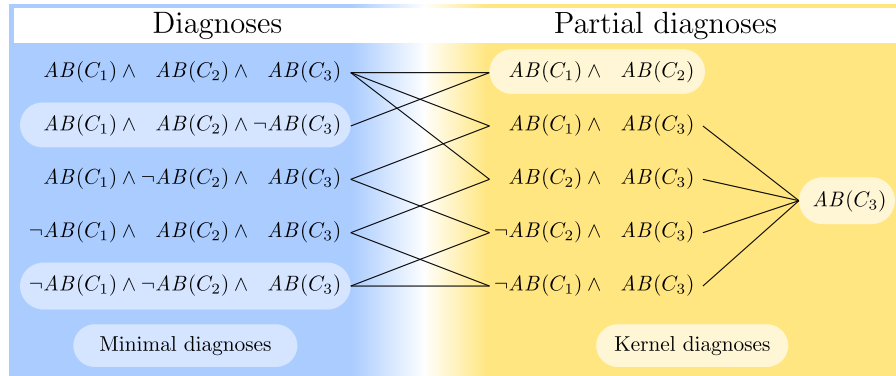 Diagnoses
AB(C₁) ∧ AB(C₂) ∧ AB(C₃)
AB(C₁) ∧ AB(C₂) ∧ ¬AB(C₃)
AB(C₁) ∧ ¬AB(C₂) ∧ AB(C₃)
¬AB(C₁) ∧ AB(C₂) ∧ AB(C₃)
¬AB(C₁) ∧ ¬AB(C₂) ∧ AB(C₃)
Minimal diagnoses
Partial diagnoses
AB(C₁) ∧ AB(C₂)
AB(C₁) ∧ AB(C₃)
AB(C₂) ∧ AB(C₃)
¬AB(C₂) ∧ AB(C₃)
¬AB(C₁) ∧ AB(C₃)
AB(C₃)
Kernel diagnoses